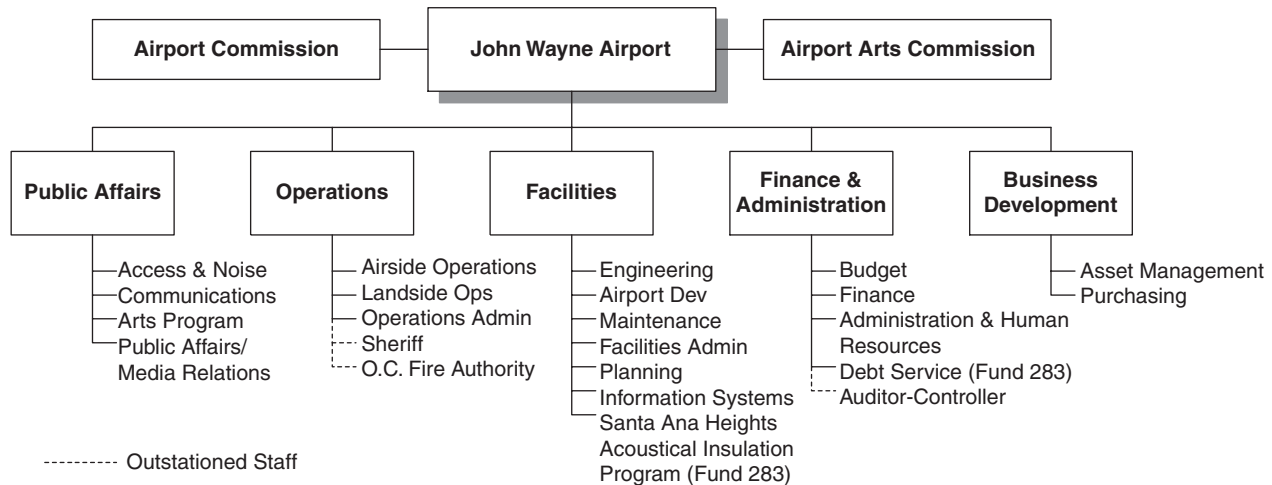 Airport Commission
John Wayne Airport
Airport Arts Commission
Public Affairs
Operations
Facilities
Finance &
Administration
Business
Development
Access & Noise
Communications
Arts Program
Public Affairs/
Media Relations
Airside Operations
Landside Ops
Operations Admin
Sheriff
O.C. Fire Authority
Engineering
Airport Dev
Maintenance
Facilities Admin
Planning
Information Systems
Santa Ana Heights
Acoustical Insulation
Program (Fund 283)
Budget
Finance
Administration & Human
Resources
Debt Service (Fund 283)
Auditor-Controller
Asset Management
Purchasing
Outstationed Staff